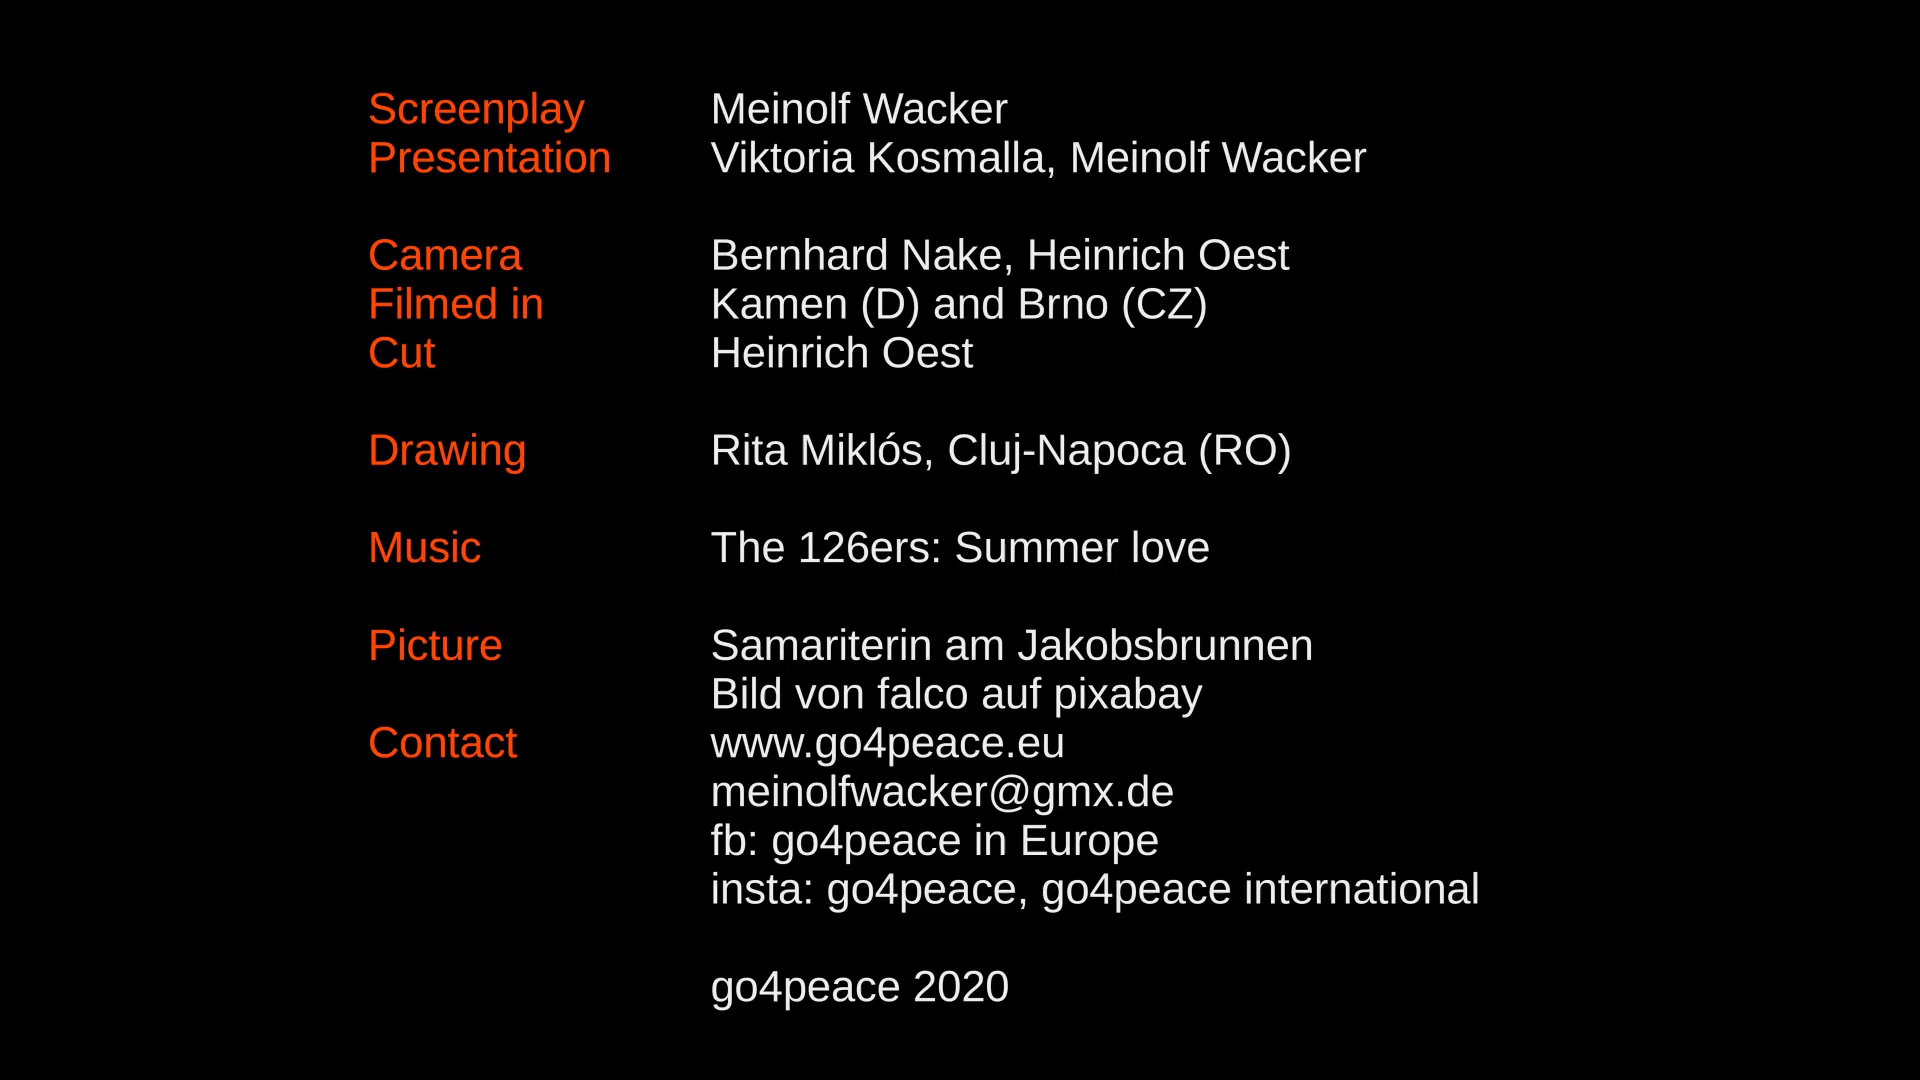 Screenplay Meinolf Wacker
Presentation Viktoria Kosmalla, Meinolf Wacker
Camera Bernhard Nake, Heinrich Oest
Filmed in Kamen (D) and Brno (CZ)
Cut Heinrich Oest
Drawing Rita Miklós, Cluj-Napoca (RO)
Music The 126ers: Summer love
Picture Samariterin am Jakobsbrunnen
Bild von falco auf pixabay
Contact www.go4peace.eu
meinolfwacker@gmx.de
fb: go4peace in Europe
insta: go4peace, go4peace international
go4peace 2020